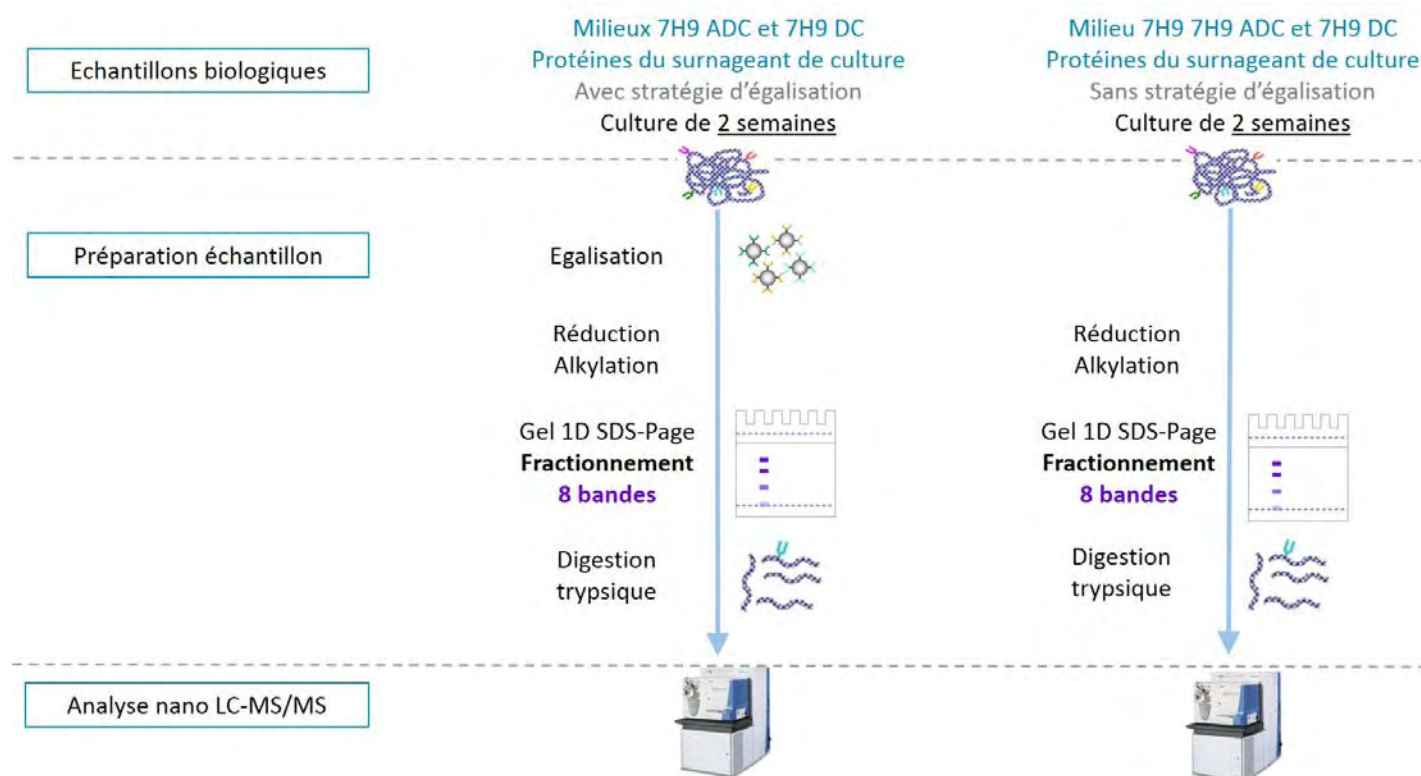 Echantillons biologiques
Milieux 7H9 ADC et 7H9 DC
Protéines du surnageant de culture
Avec stratégie d'égalisation
Culture de 2 semaines
Milieu 7H9 7H9 ADC et 7H9 DC
Protéines du surnageant de culture
Sans stratégie d'égalisation
Culture de 2 semaines
Préparation échantillon
Egalisation
Réduction
Alkylation
Gel 1D SDS-Page
Fractionnement
8 bandes
Digestion
trypsique
Réduction
Alkylation
Gel 1D SDS-Page
Fractionnement
8 bandes
Digestion
trypsique
Analyse nano LC-MS/MS